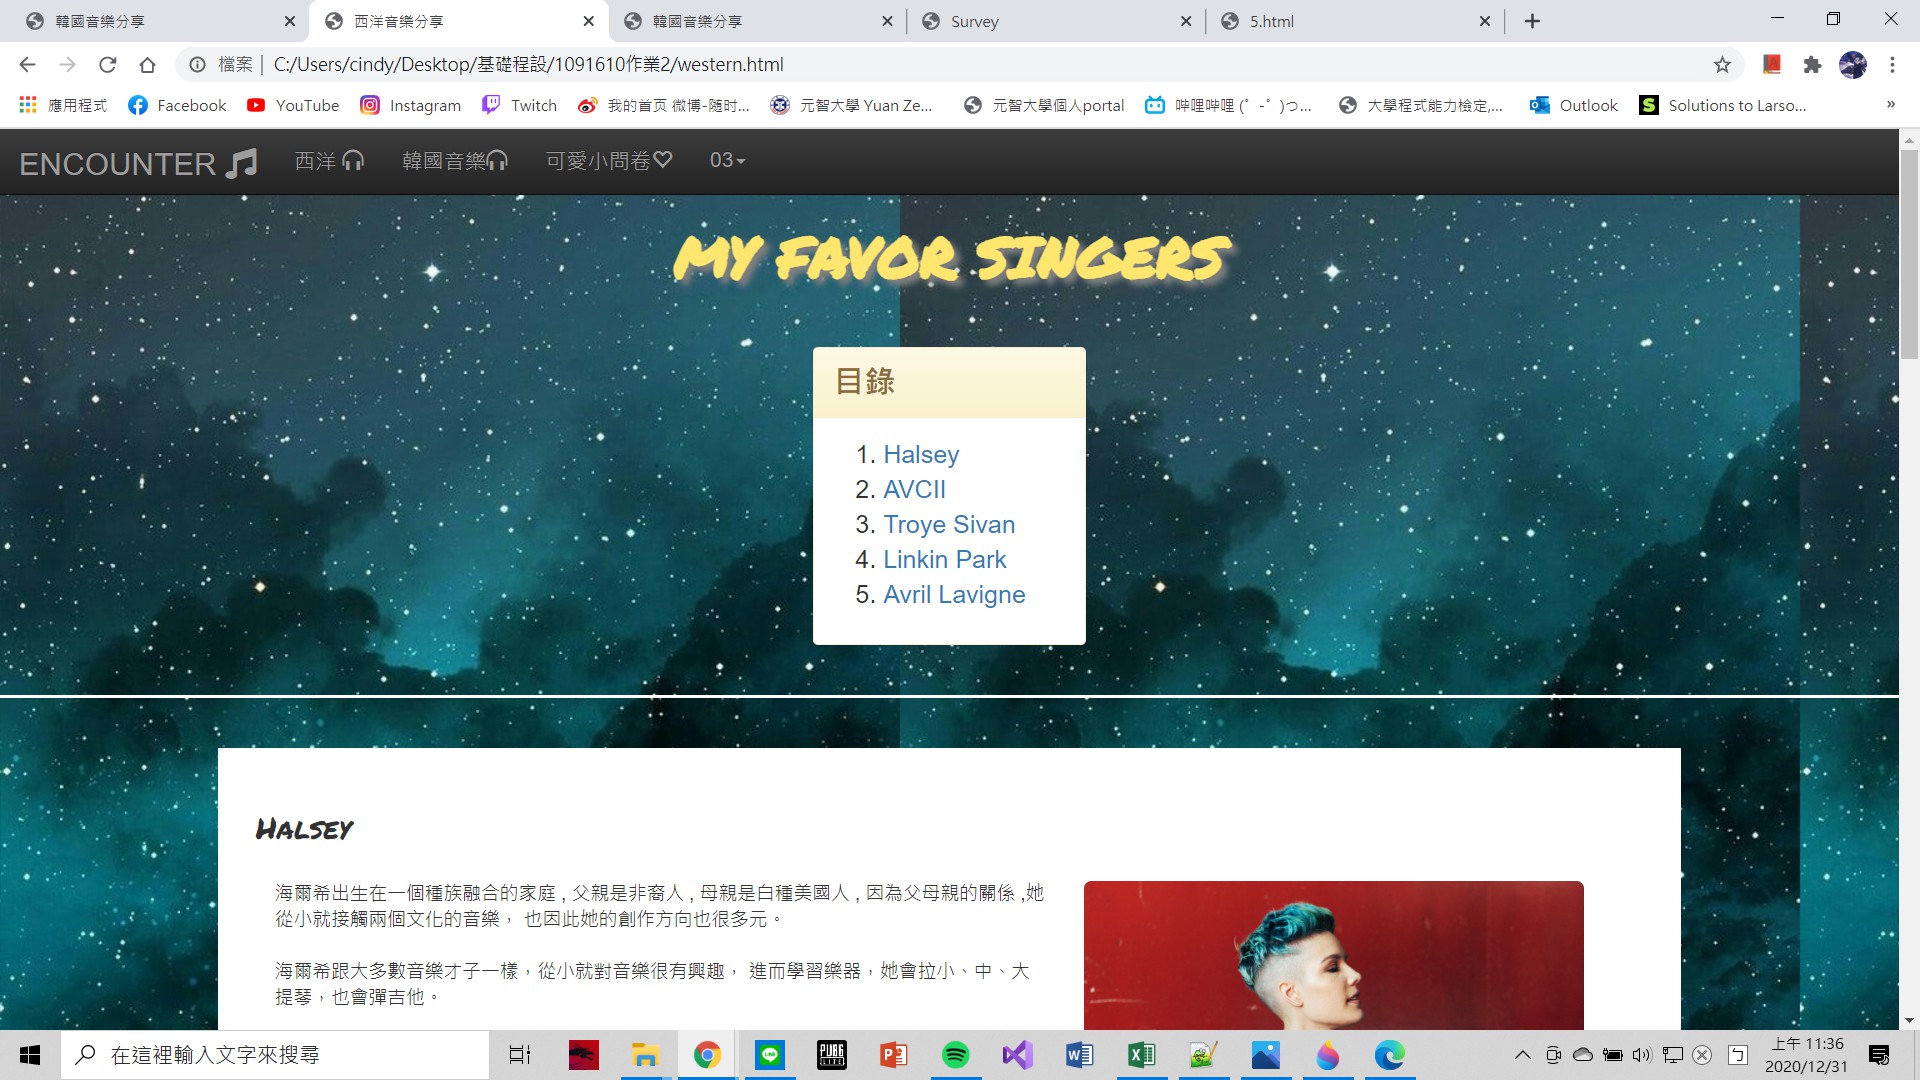 韓國音樂分享
西洋音樂分享
韓國音樂分享
Survey
5.html
檔案 | C:/Users/cindy/Desktop/基礎程設/1091610作業2/western.html
應用程式
Facebook
YouTube
Instagram
Twitch
我的首页 微博-随时...
元智大學 Yuan Ze...
元智大學個人portal
哔哩哔哩 (゜-゜)つ...
大學程式能力檢定,...
Outlook
Solutions to Larso...
»
ENCOUNTER
西洋
韓國音樂
可愛小問卷
03
MY FAVOR SINGERS
目錄
1. Halsey
2. AVCII
3. Troye Sivan
4. Linkin Park
5. Avril Lavigne
Halsey
海爾希出生在一個種族融合的家庭 , 父親是非裔人 , 母親是白種美國人 , 因為父母親的關係 ,她
從小就接觸兩個文化的音樂， 也因此她的創作方向也很多元。
海爾希跟大多數音樂才子一樣，從小就對音樂很有興趣， 進而學習樂器，她會拉小、中、大
提琴，也會彈吉他。
在這裡輸入文字來搜尋
LINE
PUBG
LITE
ㄅ
上午 11:36
2020/12/31